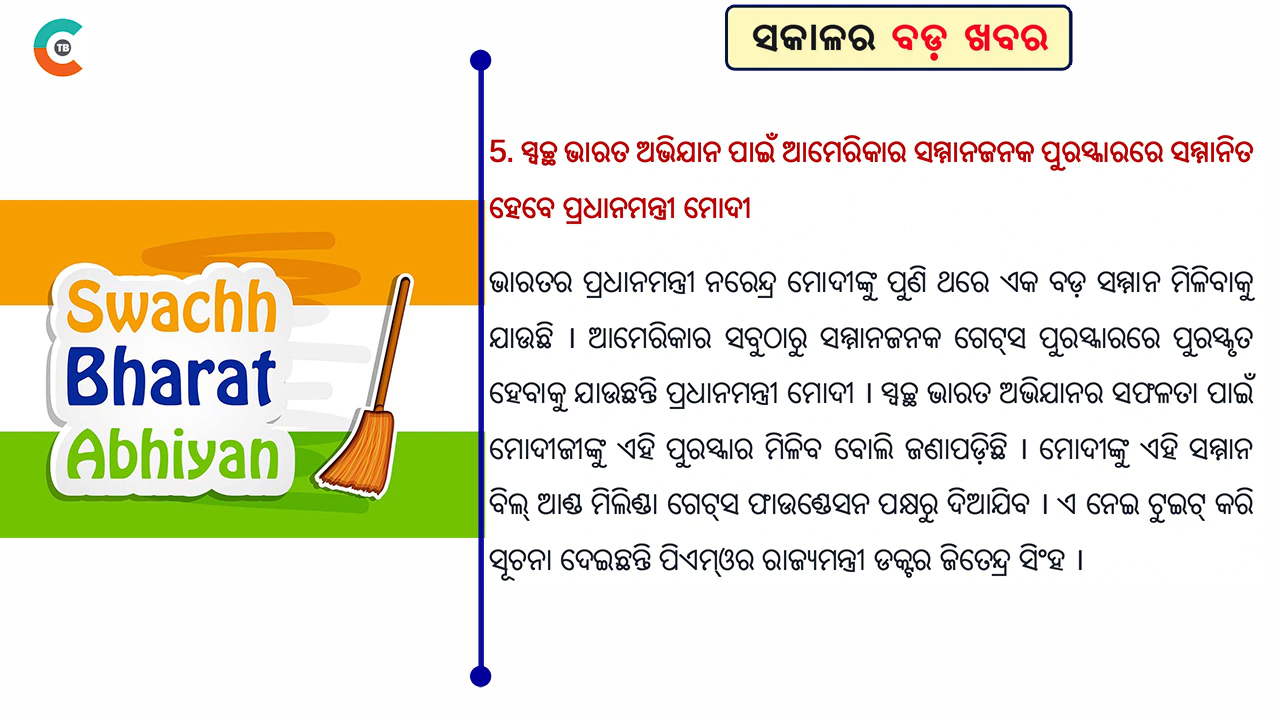 TB
ସକାଳର ବଡ଼ ଖବର
5. ସ୍ୱଚ୍ଛ ଭାରତ ଅଭିଯାନ ପାଇଁ ଆମେରିକାର ସମ୍ମାନଜନକ ପୁରସ୍କାରରେ ସମ୍ମାନିତ
ହେବେ ପ୍ରଧାନମନ୍ତ୍ରୀ ମୋଦୀ
ଭାରତର ପ୍ରଧାନମନ୍ତ୍ରୀ ନରେନ୍ଦ୍ର ମୋଦୀଙ୍କୁ ପୁଣି ଥରେ ଏକ ବଡ଼ ସମ୍ମାନ ମିଳିବାକୁ
ଯାଉଛି । ଆମେରିକାର ସବୁଠାରୁ ସମ୍ମାନଜନକ ଗେଟ୍‌ସ ପୁରସ୍କାରରେ ପୁରସ୍କୃତ
ହେବାକୁ ଯାଉଛନ୍ତି ପ୍ରଧାନମନ୍ତ୍ରୀ ମୋଦୀ । ସ୍ୱଚ୍ଛ ଭାରତ ଅଭିଯାନର ସଫଳତା ପାଇଁ
ମୋଦୀଜୀଙ୍କୁ ଏହି ପୁରସ୍କାର ମିଳିବ ବୋଲି ଜଣାପଡ଼ିଛି । ମୋଦୀଙ୍କୁ ଏହି ସମ୍ମାନ
ବିଲ୍ ଆଣ୍ଡ ମିଲିଣ୍ଡା ଗେଟ୍‌ସ ଫାଉଣ୍ଡେସନ ପକ୍ଷରୁ ଦିଆଯିବ । ଏ ନେଇ ଟୁଇଟ୍ କରି
ସୂଚନା ଦେଇଛନ୍ତି ପିଏମ୍‌ଓର ରାଜ୍ୟମନ୍ତ୍ରୀ ଡକ୍ଟର ଜିତେନ୍ଦ୍ର ସିଂହ ।
Swachh
Bharat
Abhiyan